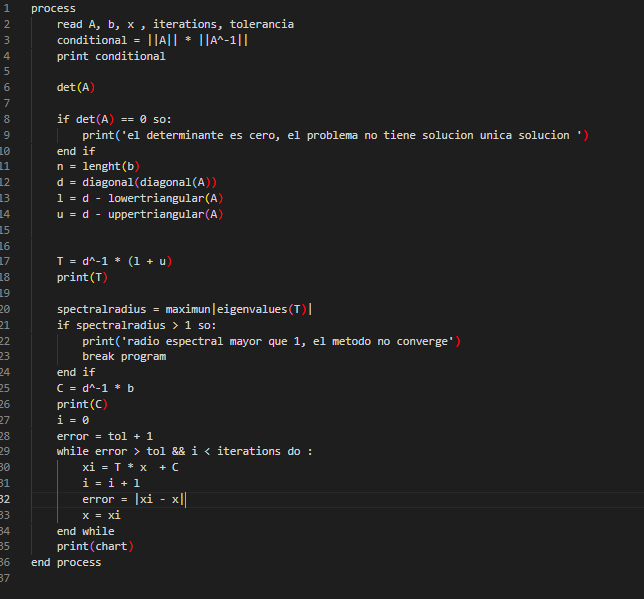 1 process
2 read A, b, x , iterations, tolerancia
3 conditional = ||A|| * ||A^-1||
4 print conditional
5
6 det(A)
7
8 if det(A) == 0 so:
9 print('el determinante es cero, el problema no tiene solucion unica solucion ')
10 end if
11 n = lenght(b)
12 d = diagonal(diagonal(A))
13 l = d - lowertriangular(A)
14 u = d - uppertriangular(A)
15
16
17 T = d^-1 * (l + u)
18 print(T)
19
20 spectralradius = maximun|eigenvalues(T)|
21 if spectralradius > 1 so:
22 print('radio espectral mayor que 1, el metodo no converge')
23 break program
24 end if
25 C = d^-1 * b
26 print(C)
27 i = 0
28 error = tol + 1
29 while error > tol && i < iterations do :
30 xi = T * x  + C
31 i = i + 1
32 error = |xi - x|
33 x = xi
34 end while
35 print(chart)
36 end process
37